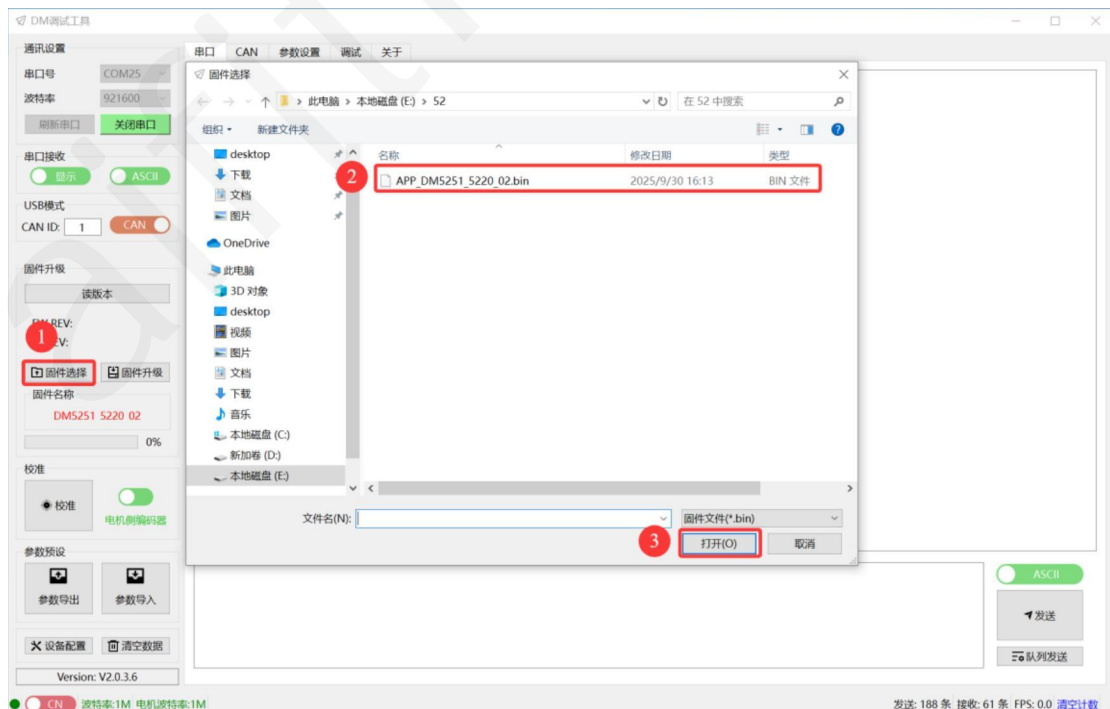 DM调试工具
通讯设置
串口 CAN 参数设置 调试 关于
串口号 COM25
波特率 921600
刷新串口 关闭串口
串口接收
显示 ASCII
USB模式
CAN ID: 1 CAN
固件升级
读版本
REV:
V:
1
固件选择 固件升级
固件名称
DM5251 5220 02
0%
校准
校准
电机侧编码器
参数预设
参数导出 参数导入
设备配置 清空数据
Version: V2.0.3.6
固件选择
此电脑 › 本地磁盘 (E:) › 52
在 52 中搜索
组织 新建文件夹
desktop
下载
文档
图片
OneDrive
此电脑
3D 对象
desktop
视频
图片
文档
下载
音乐
本地磁盘 (C:)
新加卷 (D:)
本地磁盘 (E:)
名称 修改日期 类型
2
APP_DM5251_5220_02.bin 2025/9/30 16:13 BIN 文件
文件名(N): 固件文件(*.bin)
3
打开(O) 取消
ASCII
发送
队列发送
CN 波特率:1M 电机波特率:1M
发送: 188 条 接收: 61 条 FPS: 0.0 清空计数